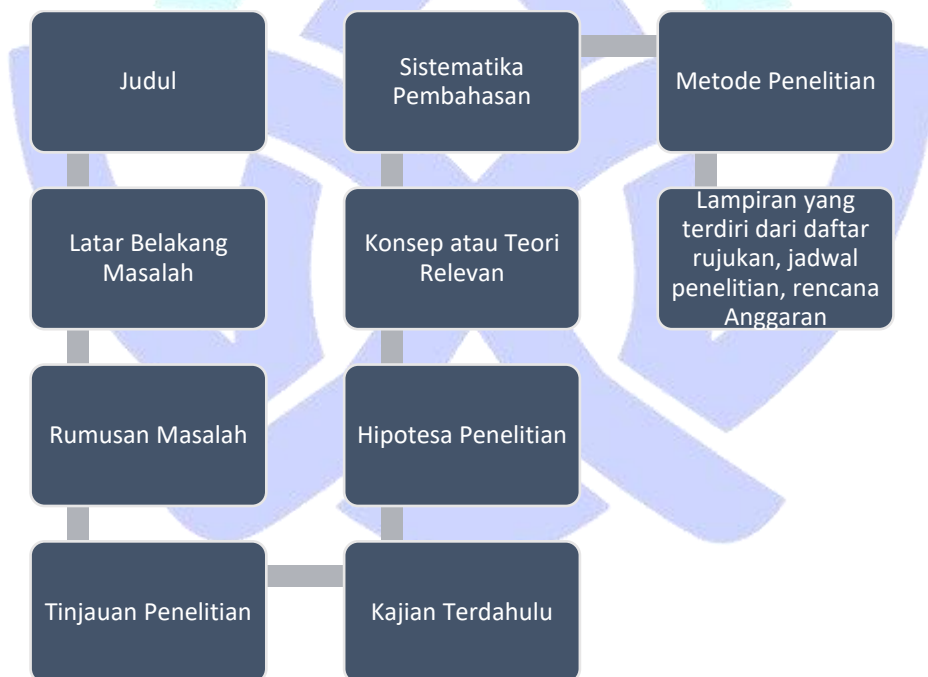 Judul
Latar Belakang
Masalah
Rumusan Masalah
Tinjauan Penelitian
Kajian Terdahulu
Hipotesa Penelitian
Konsep atau Teori
Relevan
Sistematika
Pembahasan
Metode Penelitian
Lampiran yang
terdiri dari daftar
rujukan, jadwal
penelitian, rencana
Anggaran